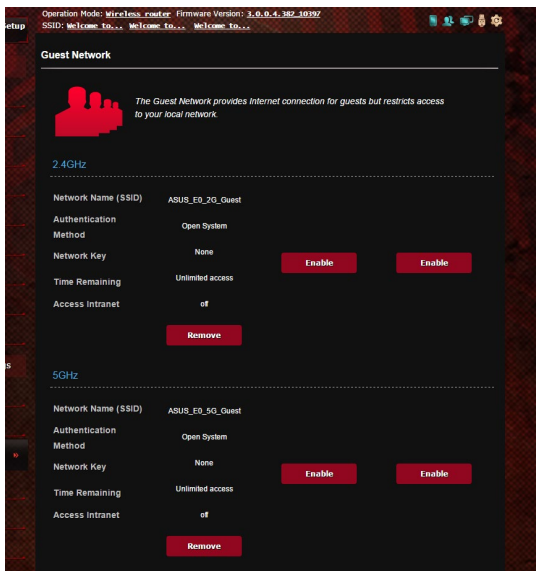 Operation Mode: Wireless router Firmware Version: 3.0.0.4.382_10397
Setup SSID: Welcome to... Welcome to... Welcome to...
Guest Network
The Guest Network provides Internet connection for guests but restricts access
to your local network.
2.4GHz
Network Name (SSID) ASUS_E0_2G_Guest
Authentication
Method Open System
Network Key None
Enable Enable
Time Remaining Unlimited access
Access Intranet off
Remove
gs
5GHz
Network Name (SSID) ASUS_E0_5G_Guest
Authentication
Method Open System
Network Key None
Enable Enable
Time Remaining Unlimited access
Access Intranet off
Remove